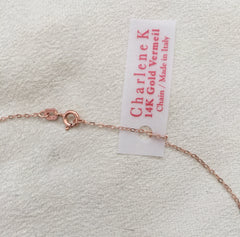 Charlene K
14K Gold Vermeil
Chain / Made in Italy